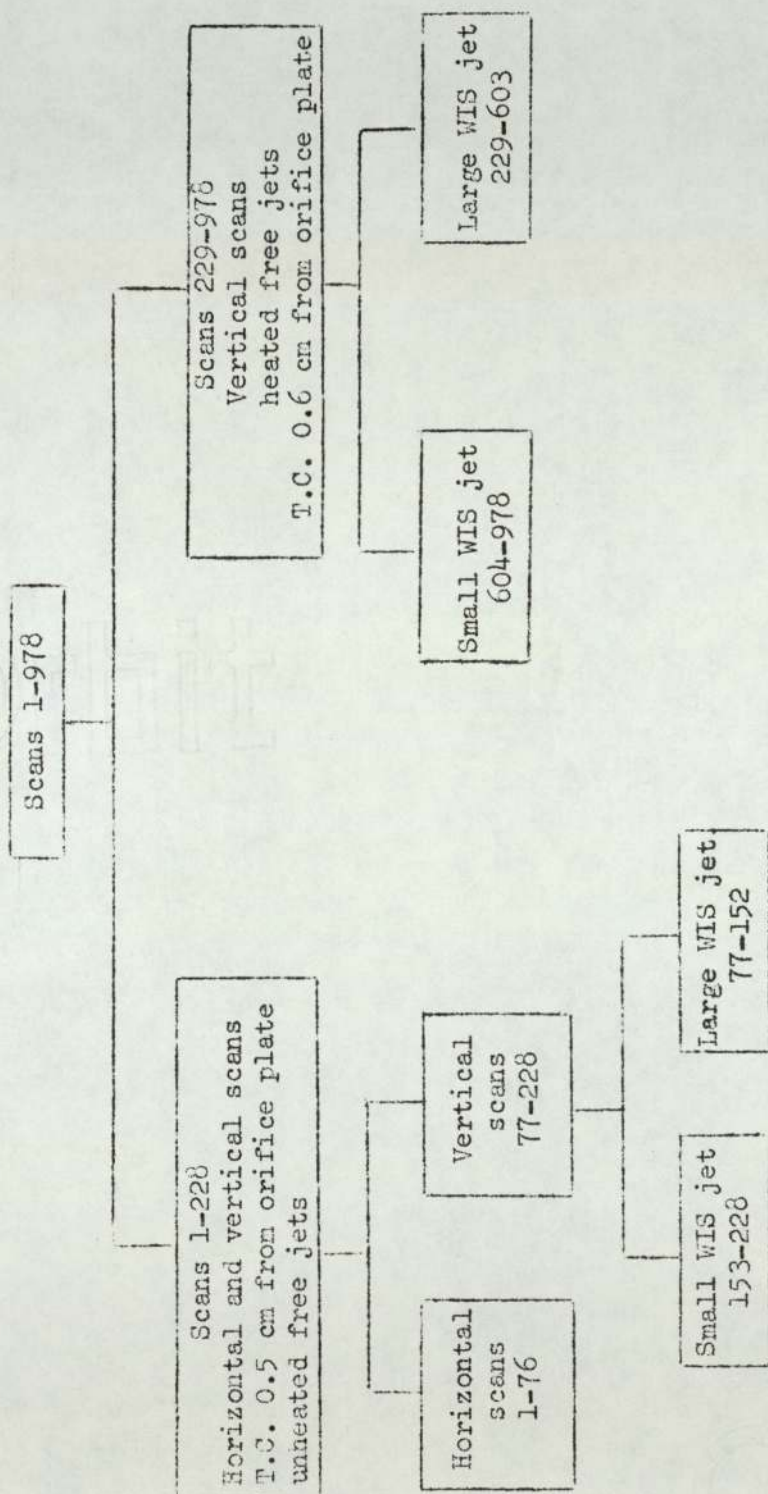 Scans 1-978
Scans 1-228
Horizontal and vertical scans
T.C. 0.5 cm from orifice plate
unheated free jets
Scans 229-978
Vertical scans
heated free jets
T.C. 0.6 cm from orifice plate
Horizontal
scans
1-76
Vertical
scans
77-228
Small WIS jet
604-978
Large WIS jet
229-603
Small WIS jet
153-228
Large WIS jet
77-152